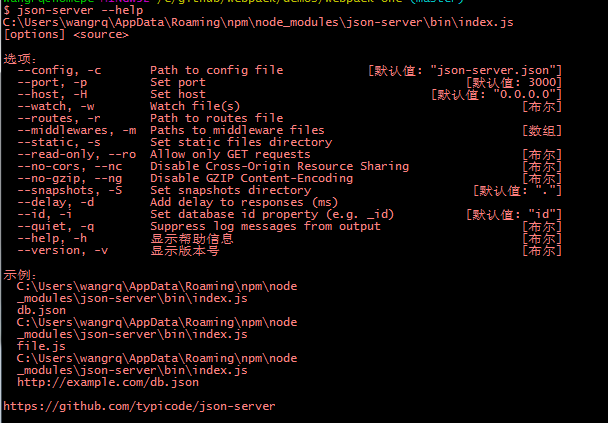 $ json-server --help
C:\Users\wangrq\AppData\Roaming\npm\node_modules\json-server\bin\index.js
[options] <source>
选项:
--config, -c Path to config file [默认值: "json-server.json"]
--port, -p Set port [默认值: 3000]
--host, -H Set host [默认值: "0.0.0.0"]
--watch, -w Watch file(s) [布尔]
--routes, -r Path to routes file
--middlewares, -m Paths to middleware files [数组]
--static, -s Set static files directory
--read-only, --ro Allow only GET requests [布尔]
--no-cors, --nc Disable Cross-Origin Resource Sharing [布尔]
--no-gzip, --ng Disable GZIP Content-Encoding [布尔]
--snapshots, -S Set snapshots directory [默认值: "."]
--delay, -d Add delay to responses (ms)
--id, -i Set database id property (e.g. _id) [默认值: "id"]
--quiet, -q Suppress log messages from output [布尔]
--help, -h 显示帮助信息 [布尔]
--version, -v 显示版本号 [布尔]
示例:
C:\Users\wangrq\AppData\Roaming\npm\node
_modules\json-server\bin\index.js
db.json
C:\Users\wangrq\AppData\Roaming\npm\node
_modules\json-server\bin\index.js
file.js
C:\Users\wangrq\AppData\Roaming\npm\node
_modules\json-server\bin\index.js
http://example.com/db.json
https://github.com/typicode/json-server